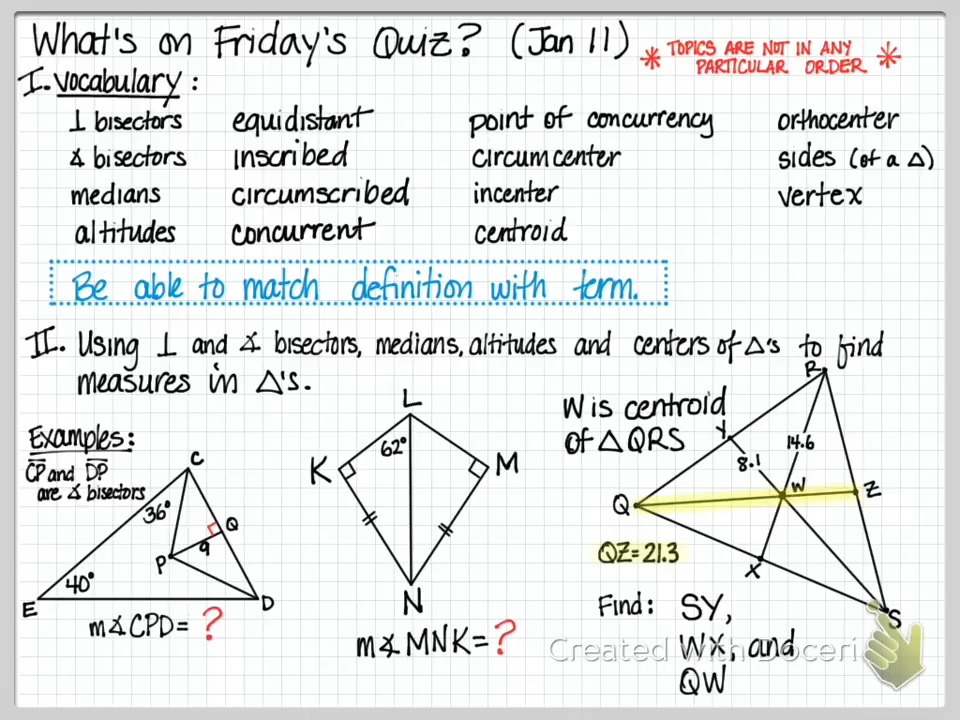 What's on Friday's Quiz? (Jan 11)
* TOPICS ARE NOT IN ANY PARTICULAR ORDER *
I. Vocabulary:
⊥ bisectors equidistant point of concurrency orthocenter
∡ bisectors inscribed circumcenter sides (of a △)
medians circumscribed incenter vertex
altitudes concurrent centroid
Be able to match definition with term.
II. Using ⊥ and ∡ bisectors, medians, altitudes and centers of △'s to find
measures in △'s.
Examples:
CP and DP
are ∡ bisectors
C
36°
Q
P
9
40°
E
D
m∡CPD = ?
L
62°
K
M
N
m∡MNK = ?
W is centroid
of △QRS
R
Y
14.6
8.1
W
Z
Q
X
S
QZ = 21.3
Find: SY,
WX, and
QW
Created with Doceri